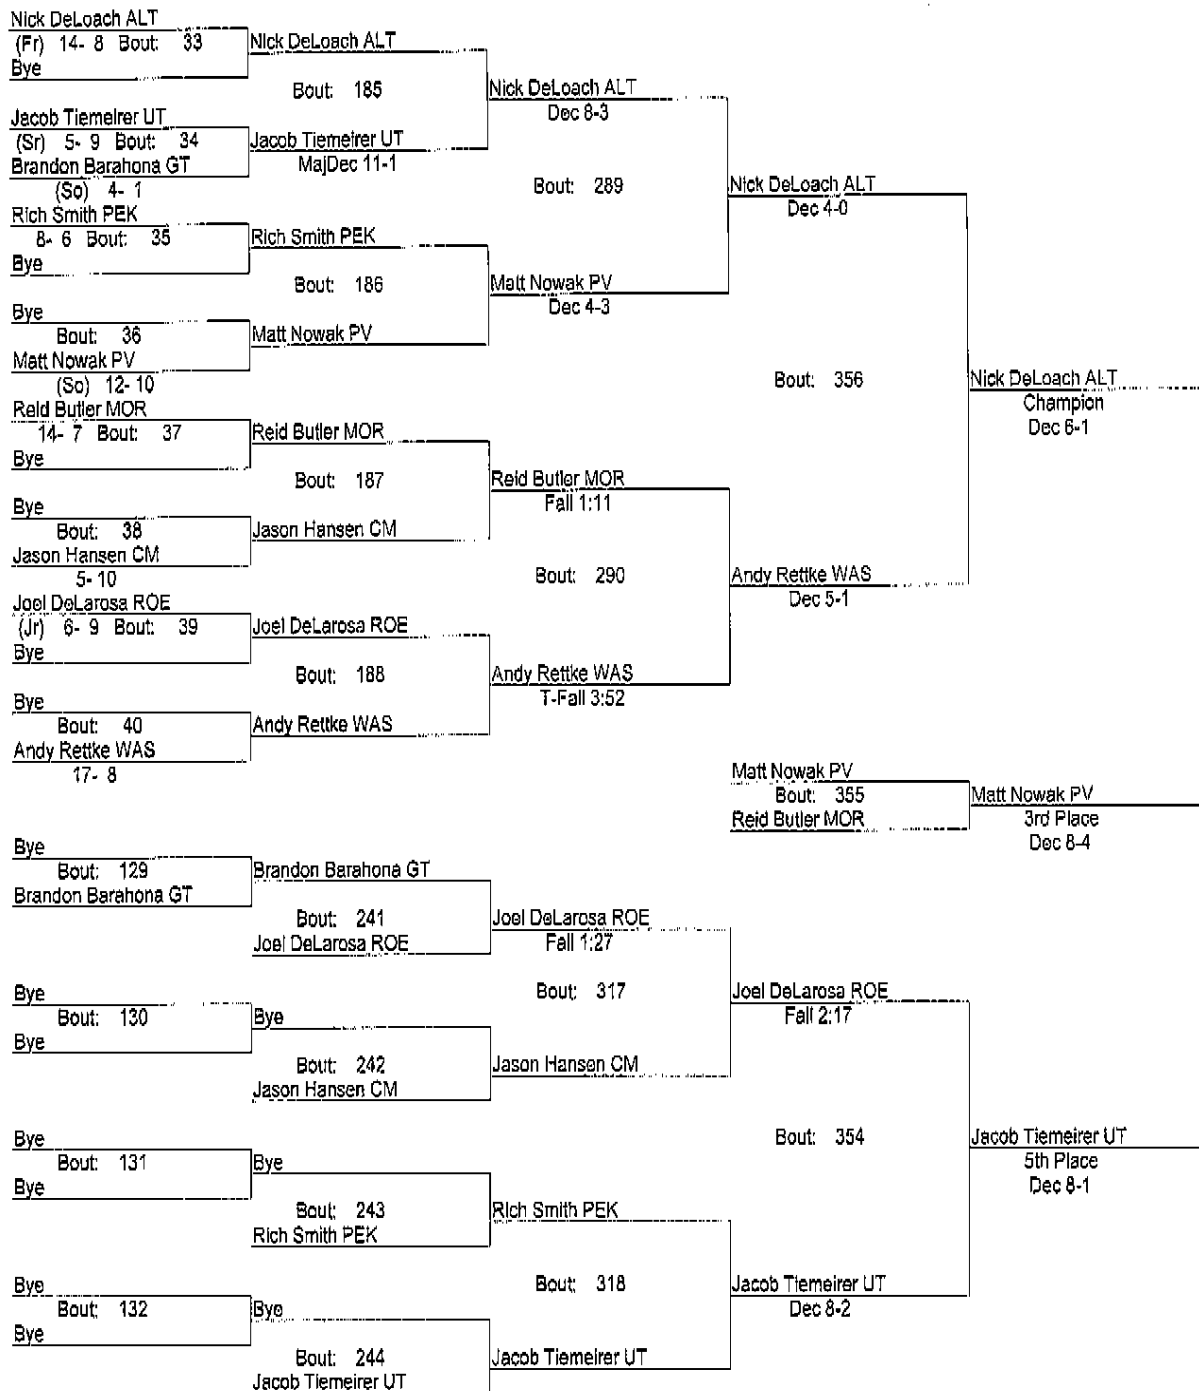 Nick DeLoach ALT
(Fr) 14- 8 Bout: 33
Bye
Nick DeLoach ALT
Bout: 185
Jacob Tiemeirer UT
(Sr) 5- 9 Bout: 34
Brandon Barahona GT
(So) 4- 1
Jacob Tiemeirer UT
MajDec 11-1
Nick DeLoach ALT
Dec 8-3
Bout: 289
Rich Smith PEK
8- 6 Bout: 35
Bye
Rich Smith PEK
Bout: 186
Bye
Bout: 36
Matt Nowak PV
(So) 12- 10
Matt Nowak PV
Matt Nowak PV
Dec 4-3
Nick DeLoach ALT
Dec 4-0
Bout: 356
Reid Butler MOR
14- 7 Bout: 37
Bye
Reid Butler MOR
Bout: 187
Bye
Bout: 38
Jason Hansen CM
5- 10
Jason Hansen CM
Reid Butler MOR
Fall 1:11
Bout: 290
Joel DeLarosa ROE
(Jr) 6- 9 Bout: 39
Bye
Joel DeLarosa ROE
Bout: 188
Bye
Bout: 40
Andy Rettke WAS
17- 8
Andy Rettke WAS
Andy Rettke WAS
T-Fall 3:52
Andy Rettke WAS
Dec 5-1
Nick DeLoach ALT
Champion
Dec 6-1
Matt Nowak PV
Bout: 355
Reid Butler MOR
Matt Nowak PV
3rd Place
Dec 8-4
Bye
Bout: 129
Brandon Barahona GT
Brandon Barahona GT
Bout: 241
Joel DeLarosa ROE
Joel DeLarosa ROE
Fall 1:27
Bout: 317
Bye
Bout: 130
Bye
Bye
Bout: 242
Jason Hansen CM
Jason Hansen CM
Joel DeLarosa ROE
Fall 2:17
Bout: 354
Bye
Bout: 131
Bye
Bye
Bout: 243
Rich Smith PEK
Rich Smith PEK
Bout: 318
Bye
Bout: 132
Bye
Bye
Bout: 244
Jacob Tiemeirer UT
Jacob Tiemeirer UT
Jacob Tiemeirer UT
Dec 8-2
Jacob Tiemeirer UT
5th Place
Dec 8-1